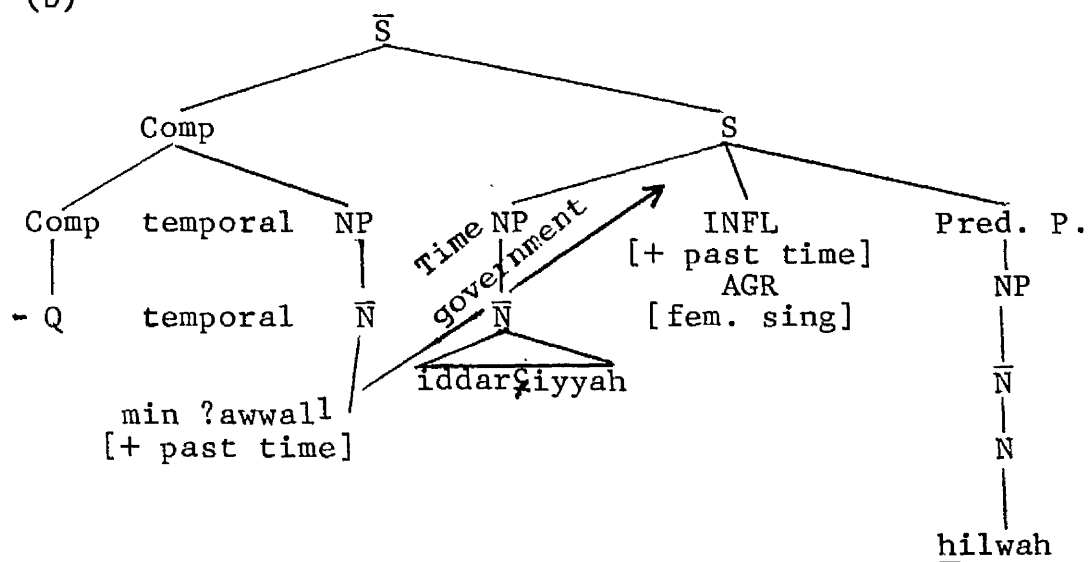 (b)
S̄
Comp S
Comp temporal NP Time NP INFL Pred. P.
[+ past time]
government
AGR NP
- Q temporal N̄ N̄ [fem. sing]
iddarʕiyyah
N̄
min ?awwal1
[+ past time]
N
ẖilwah